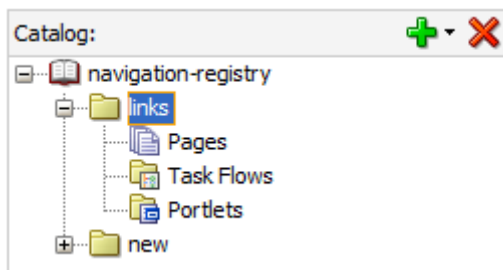 Catalog:
navigation-registry
links
Pages
Task Flows
Portlets
new